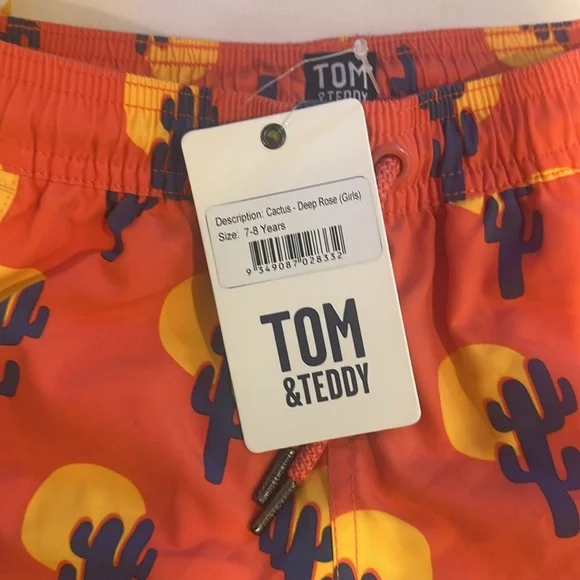 TOM
&TEDDY
Description: Cactus - Deep Rose (Girls)
Size: 7-8 Years
9 349087 028332
TOM
&TEDDY